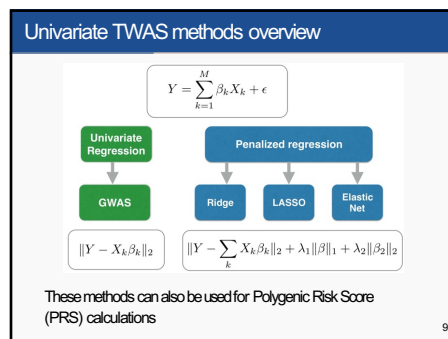 Univariate TWAS methods overview
Y = \sum_{k=1}^{M} \beta_k X_k + \epsilon
Univariate
Regression
Penalized regression
GWAS
Ridge
LASSO
Elastic
Net
\|Y - X_k\beta_k\|_2
\|Y - \sum_k X_k\beta_k\|_2 + \lambda_1\|\beta\|_1 + \lambda_2\|\beta_2\|_2
These methods can also be used for Polygenic Risk Score
(PRS) calculations
9